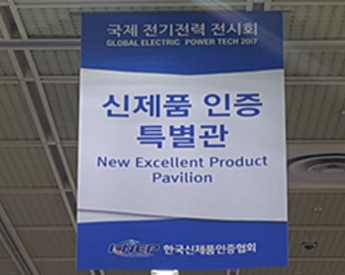 국제 전기전력 전시회
GLOBAL ELECTRIC POWER TECH 2017
신제품 인증
특별관
New Excellent Product
Pavilion
K-NEP 한국신제품인증협회